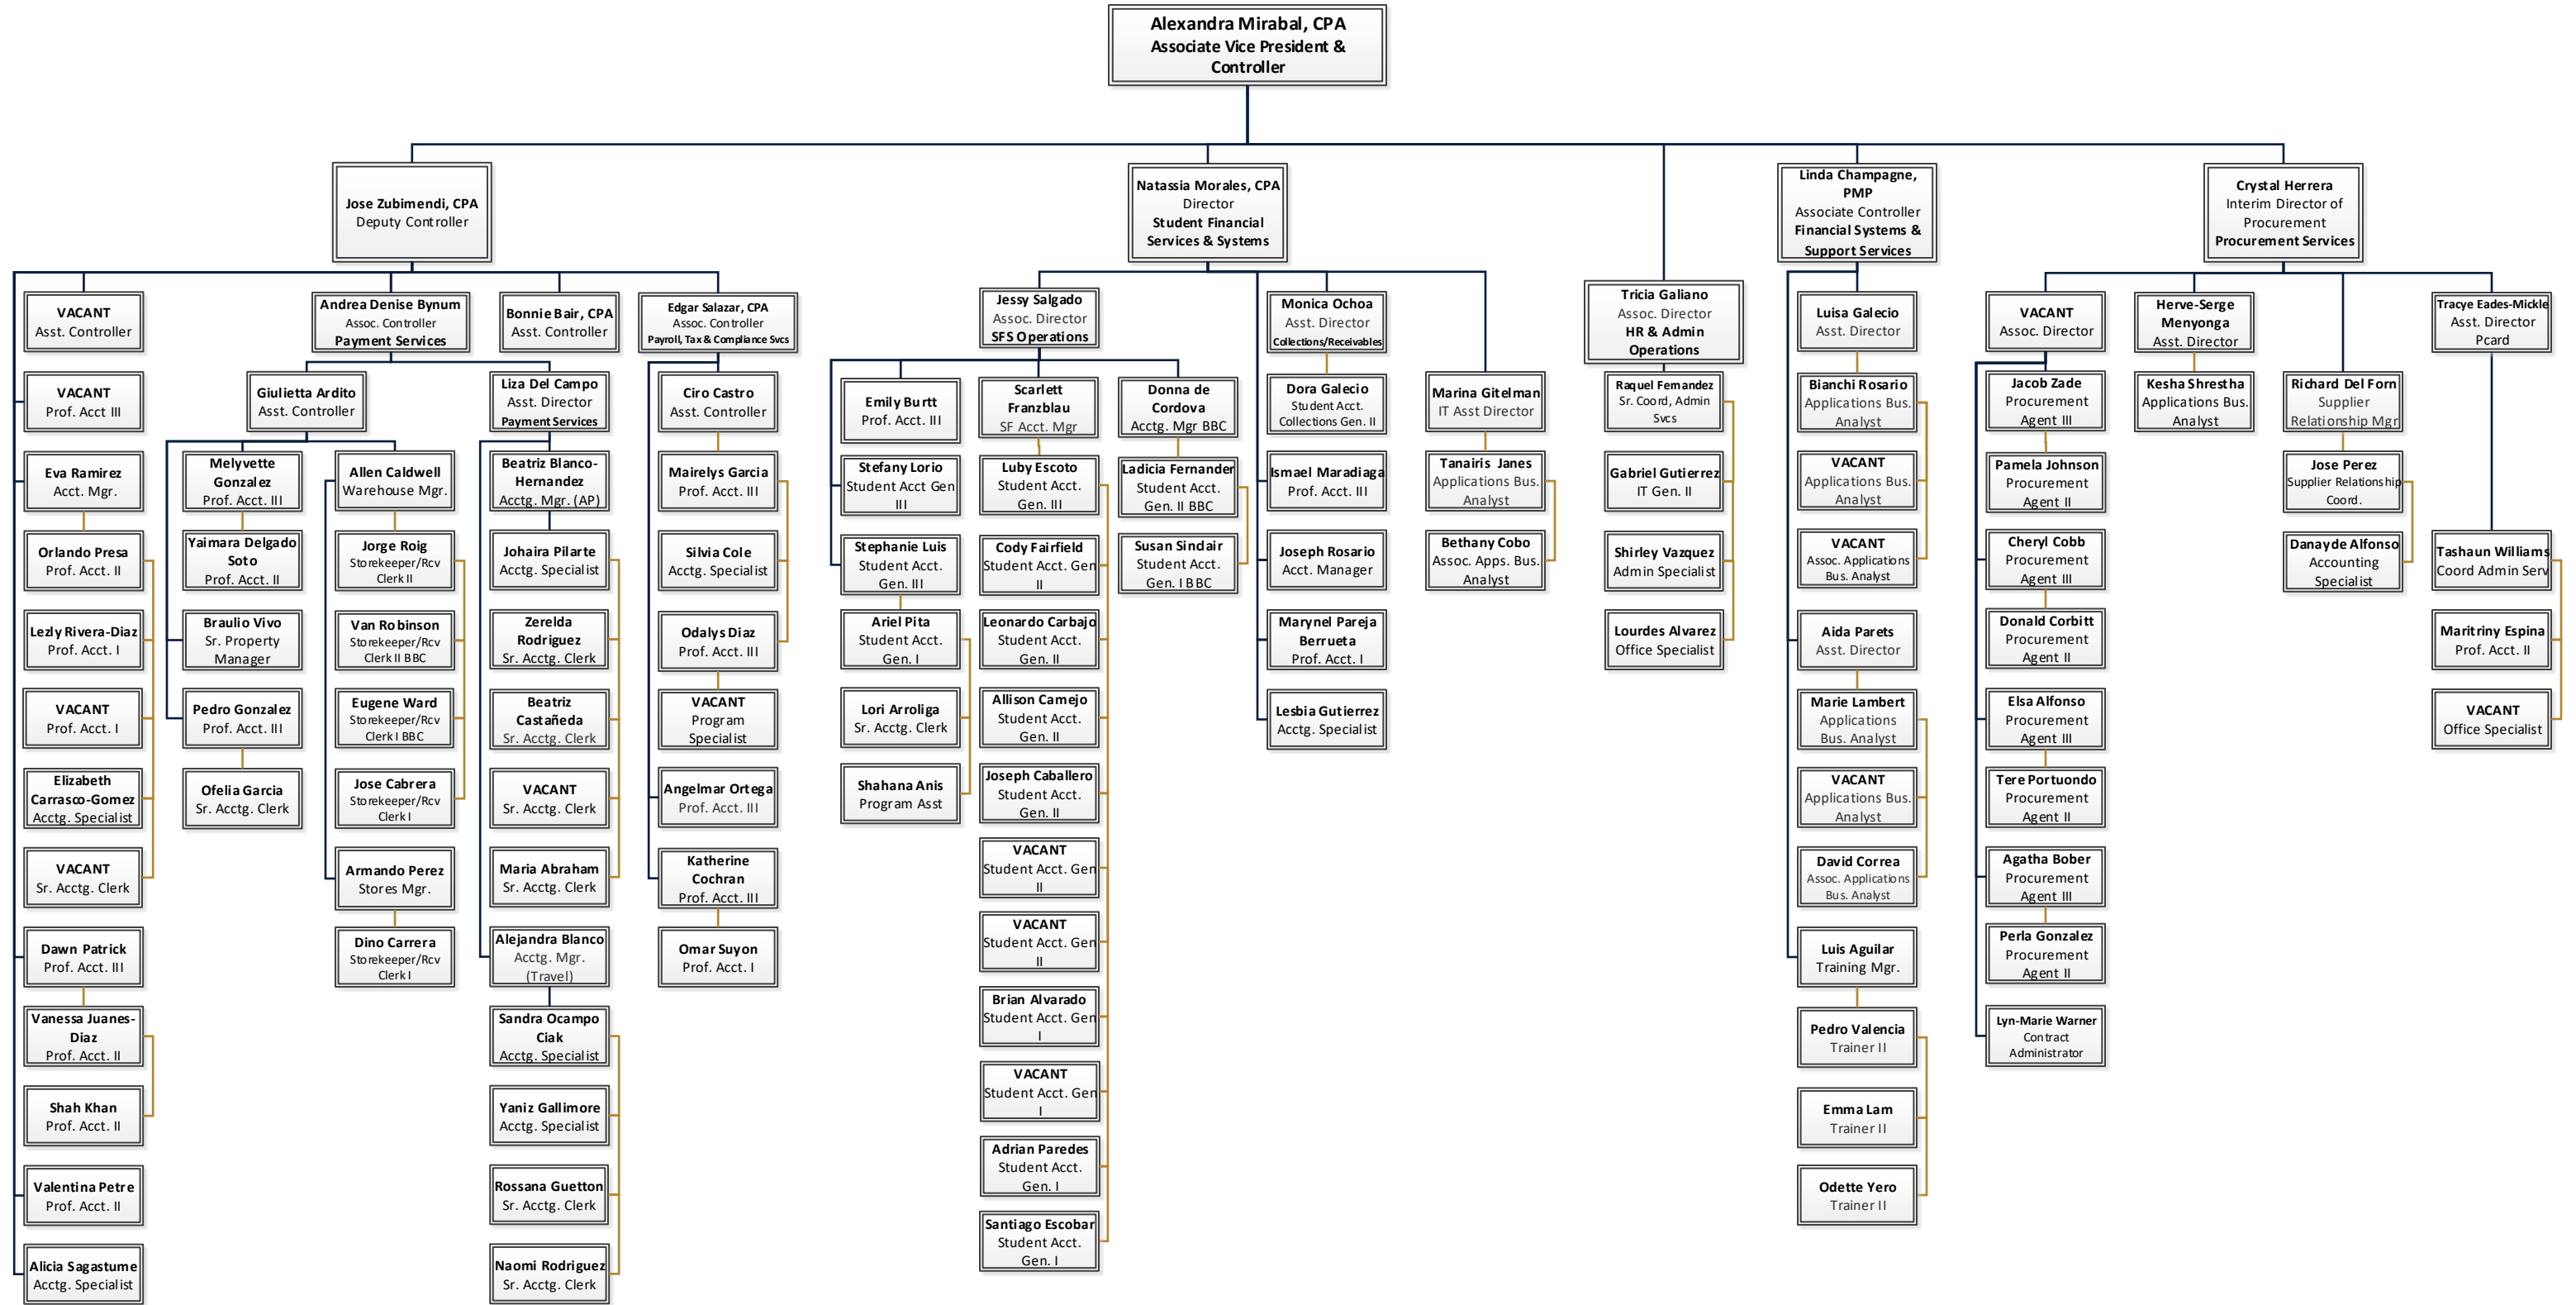 Alexandra Mirabal, CPA
Associate Vice President &
Controller
Jose Zubimendi, CPA
Deputy Controller
Natassia Morales, CPA
Director
Student Financial
Services & Systems
Linda Champagne,
PMP
Associate Controller
Financial Systems &
Support Services
Crystal Herrera
Interim Director of
Procurement
Procurement Services
VACANT
Asst. Controller
VACANT
Prof. Acct III
Eva Ramirez
Acct. Mgr.
Orlando Presa
Prof. Acct. II
Lezly Rivera-Diaz
Prof. Acct. I
VACANT
Prof. Acct. I
Elizabeth
Carrasco-Gomez
Acctg. Specialist
VACANT
Sr. Acctg. Clerk
Dawn Patrick
Prof. Acct. III
Vanessa Juanes-
Diaz
Prof. Acct. II
Shah Khan
Prof. Acct. II
Valentina Petre
Prof. Acct. II
Alicia Sagastume
Acctg. Specialist
Andrea Denise Bynum
Assoc. Controller
Payment Services
Giulietta Ardito
Asst. Controller
Melyvette
Gonzalez
Prof. Acct. III
Yaimara Delgado
Soto
Prof. Acct. II
Braulio Vivo
Sr. Property
Manager
Pedro Gonzalez
Prof. Acct. III
Ofelia Garcia
Sr. Acctg. Clerk
Allen Caldwell
Warehouse Mgr.
Jorge Roig
Storekeeper/Rcv
Clerk II
Van Robinson
Storekeeper/Rcv
Clerk II BBC
Eugene Ward
Storekeeper/Rcv
Clerk I BBC
Jose Cabrera
Storekeeper/Rcv
Clerk I
Armando Perez
Stores Mgr.
Dino Carrera
Storekeeper/Rcv
Clerk I
Liza Del Campo
Asst. Director
Payment Services
Beatriz Blanco-
Hernandez
Acctg. Mgr. (AP)
Johaira Pilarte
Acctg. Specialist
Zerelda
Rodriguez
Sr. Acctg. Clerk
Beatriz
Castañeda
Sr. Acctg. Clerk
VACANT
Sr. Acctg. Clerk
Maria Abraham
Sr. Acctg. Clerk
Alejandra Blanco
Acctg. Mgr.
(Travel)
Sandra Ocampo
Ciak
Acctg. Specialist
Yaniz Gallimore
Acctg. Specialist
Rossana Guetton
Sr. Acctg. Clerk
Naomi Rodriguez
Sr. Acctg. Clerk
Bonnie Bair, CPA
Asst. Controller
Edgar Salazar, CPA
Assoc. Controller
Payroll, Tax & Compliance Svcs
Ciro Castro
Asst. Controller
Mairelys Garcia
Prof. Acct. III
Silvia Cole
Acctg. Specialist
Odalys Diaz
Prof. Acct. III
VACANT
Program
Specialist
Angelmar Ortega
Prof. Acct. III
Katherine
Cochran
Prof. Acct. III
Omar Suyon
Prof. Acct. I
Jessy Salgado
Assoc. Director
SFS Operations
Emily Burtt
Prof. Acct. III
Stefany Lorio
Student Acct Gen
III
Stephanie Luis
Student Acct.
Gen. III
Ariel Pita
Student Acct.
Gen. I
Lori Arroliga
Sr. Acctg. Clerk
Shahana Anis
Program Asst
Scarlett
Franzblau
SF Acct. Mgr
Luby Escoto
Student Acct.
Gen. III
Cody Fairfield
Student Acct. Gen
II
Leonardo Carbajo
Student Acct.
Gen. II
Allison Camejo
Student Acct.
Gen. II
Joseph Caballero
Student Acct.
Gen. II
VACANT
Student Acct. Gen
II
VACANT
Student Acct. Gen
II
Brian Alvarado
Student Acct. Gen
I
VACANT
Student Acct. Gen
I
Adrian Paredes
Student Acct.
Gen. I
Santiago Escobar
Student Acct.
Gen. I
Donna de
Cordova
Acctg. Mgr BBC
Ladicia Fernander
Student Acct.
Gen. II BBC
Susan Sinclair
Student Acct.
Gen. I BBC
Monica Ochoa
Asst. Director
Collections/Receivables
Dora Galecio
Student Acct.
Collections Gen. II
Ismael Maradiaga
Prof. Acct. III
Joseph Rosario
Acct. Manager
Marynel Pareja
Berrueta
Prof. Acct. I
Lesbia Gutierrez
Acctg. Specialist
Marina Gitelman
IT Asst Director
Tanairis Janes
Applications Bus.
Analyst
Bethany Cobo
Assoc. Apps. Bus.
Analyst
Tricia Galiano
Assoc. Director
HR & Admin
Operations
Raquel Fernandez
Sr. Coord, Admin
Svcs
Gabriel Gutierrez
IT Gen. II
Shirley Vazquez
Admin Specialist
Lourdes Alvarez
Office Specialist
Luisa Galecio
Asst. Director
Bianchi Rosario
Applications Bus.
Analyst
VACANT
Applications Bus.
Analyst
VACANT
Assoc. Applications
Bus. Analyst
Aida Parets
Asst. Director
Marie Lambert
Applications
Bus. Analyst
VACANT
Applications Bus.
Analyst
David Correa
Assoc. Applications
Bus. Analyst
Luis Aguilar
Training Mgr.
Pedro Valencia
Trainer II
Emma Lam
Trainer II
Odette Yero
Trainer II
VACANT
Assoc. Director
Jacob Zade
Procurement
Agent III
Pamela Johnson
Procurement
Agent II
Cheryl Cobb
Procurement
Agent III
Donald Corbitt
Procurement
Agent II
Elsa Alfonso
Procurement
Agent III
Tere Portuondo
Procurement
Agent II
Agatha Bober
Procurement
Agent III
Perla Gonzalez
Procurement
Agent II
Lyn-Marie Warner
Contract
Administrator
Herve-Serge
Menyonga
Asst. Director
Kesha Shrestha
Applications Bus.
Analyst
Richard Del Forn
Supplier
Relationship Mgr
Jose Perez
Supplier Relationship
Coord.
Danayde Alfonso
Accounting
Specialist
Tracye Eades-Mickle
Asst. Director
Pcard
Tashaun Williams
Coord Admin Serv
Maritriny Espina
Prof. Acct. II
VACANT
Office Specialist